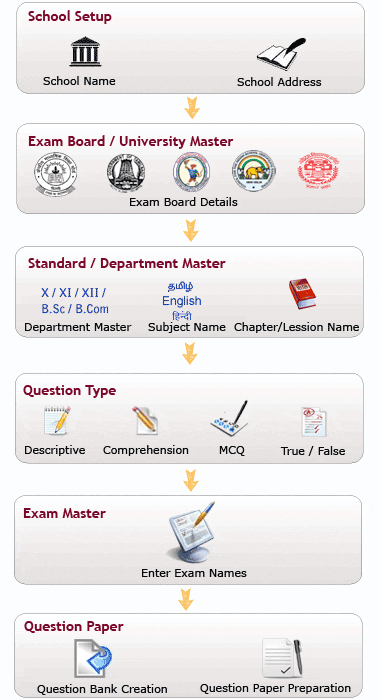 School Setup
School Name
School Address
Exam Board / University Master
Exam Board Details
Standard / Department Master
X / XI / XII /
B.Sc / B.Com
தமிழ்
English
हिन्दी
Department Master
Subject Name
Chapter/Lession Name
Question Type
Descriptive
Comprehension
MCQ
True / False
Exam Master
Enter Exam Names
Question Paper
Question Bank Creation
Question Paper Preparation